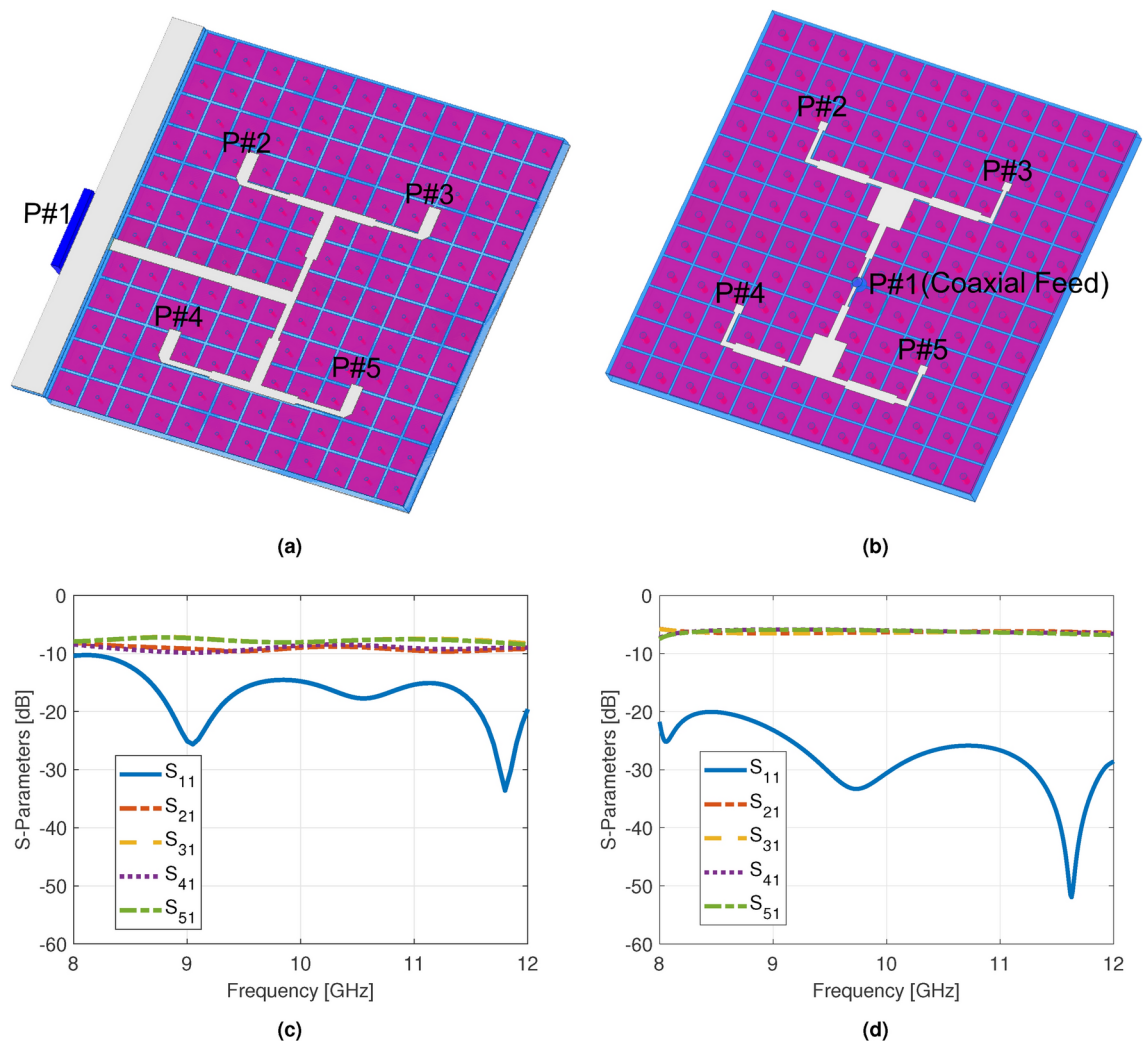 P#1
P#2
P#3
P#4
P#5
(a)
P#2
P#3
P#1(Coaxial Feed)
P#4
P#5
(b)
S-Parameters [dB]
0
-10
-20
-30
-40
-50
-60
S11
S21
S31
S41
S51
8
9
10
11
12
Frequency [GHz]
(c)
S-Parameters [dB]
0
-10
-20
-30
-40
-50
-60
S11
S21
S31
S41
S51
8
9
10
11
12
Frequency [GHz]
(d)